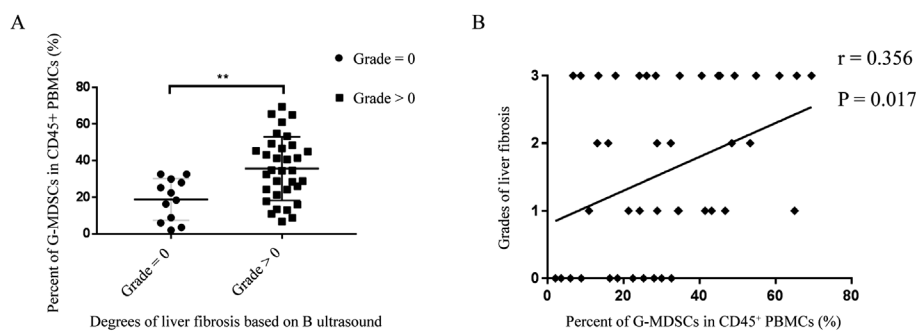 A
Percent of G-MDSCs in CD45+ PBMCs (%)
80
60
40
20
0
**
Grade = 0
Grade > 0
Grade = 0
Grade > 0
Degrees of liver fibrosis based on B ultrasound
B
Grades of liver fibrosis
3
2
1
0
0
20
40
60
80
r = 0.356
P = 0.017
Percent of G-MDSCs in CD45⁺ PBMCs (%)